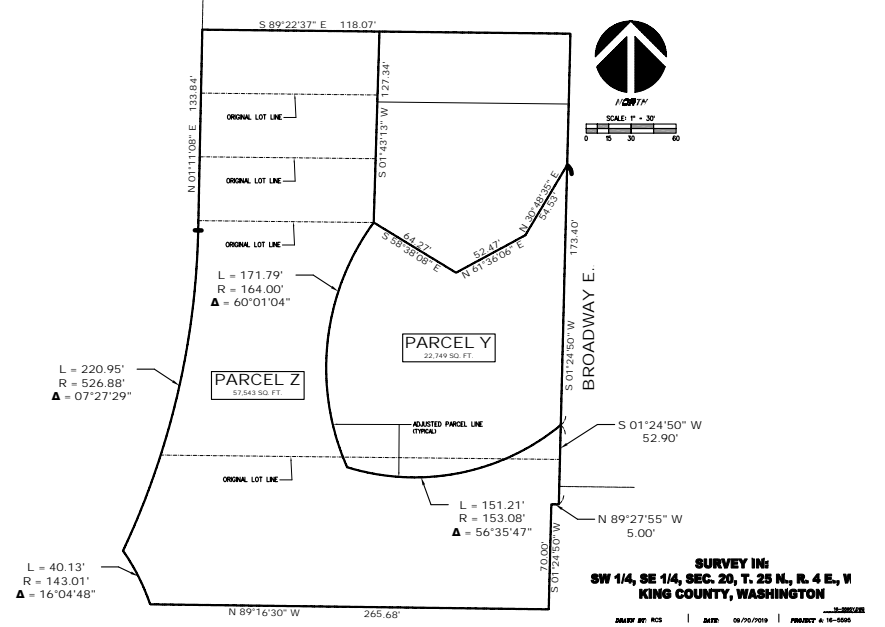 S 89°22'37" E 118.07'
N 01°11'08" E 133.84'
S 01°43'13" W 127.34'
ORIGINAL LOT LINE
ORIGINAL LOT LINE
ORIGINAL LOT LINE
NORTH
SCALE: 1" = 30'
0 15 30 60
64.27'
S 58°38'08" E
52.47'
N 61°36'06" E
N 30°48'35" E
54.53'
173.40'
S 01°24'50" W
BROADWAY E.
L = 171.79'
R = 164.00'
Δ = 60°01'04"
PARCEL Y
22,749 SQ. FT.
L = 220.95'
R = 526.88'
Δ = 07°27'29"
PARCEL Z
57,543 SQ. FT.
ADJUSTED PARCEL LINE
(TYPICAL)
S 01°24'50" W
52.90'
ORIGINAL LOT LINE
L = 151.21'
R = 153.08'
Δ = 56°35'47"
N 89°27'55" W
5.00'
70.00'
S 01°24'50" W
L = 40.13'
R = 143.01'
Δ = 16°04'48"
N 89°16'30" W 265.68'
SURVEY IN:
SW 1/4, SE 1/4, SEC. 20, T. 25 N., R. 4 E., W
KING COUNTY, WASHINGTON
DRAWN BY: RCS DATE: 09/20/2019 PROJECT #: 16-5595